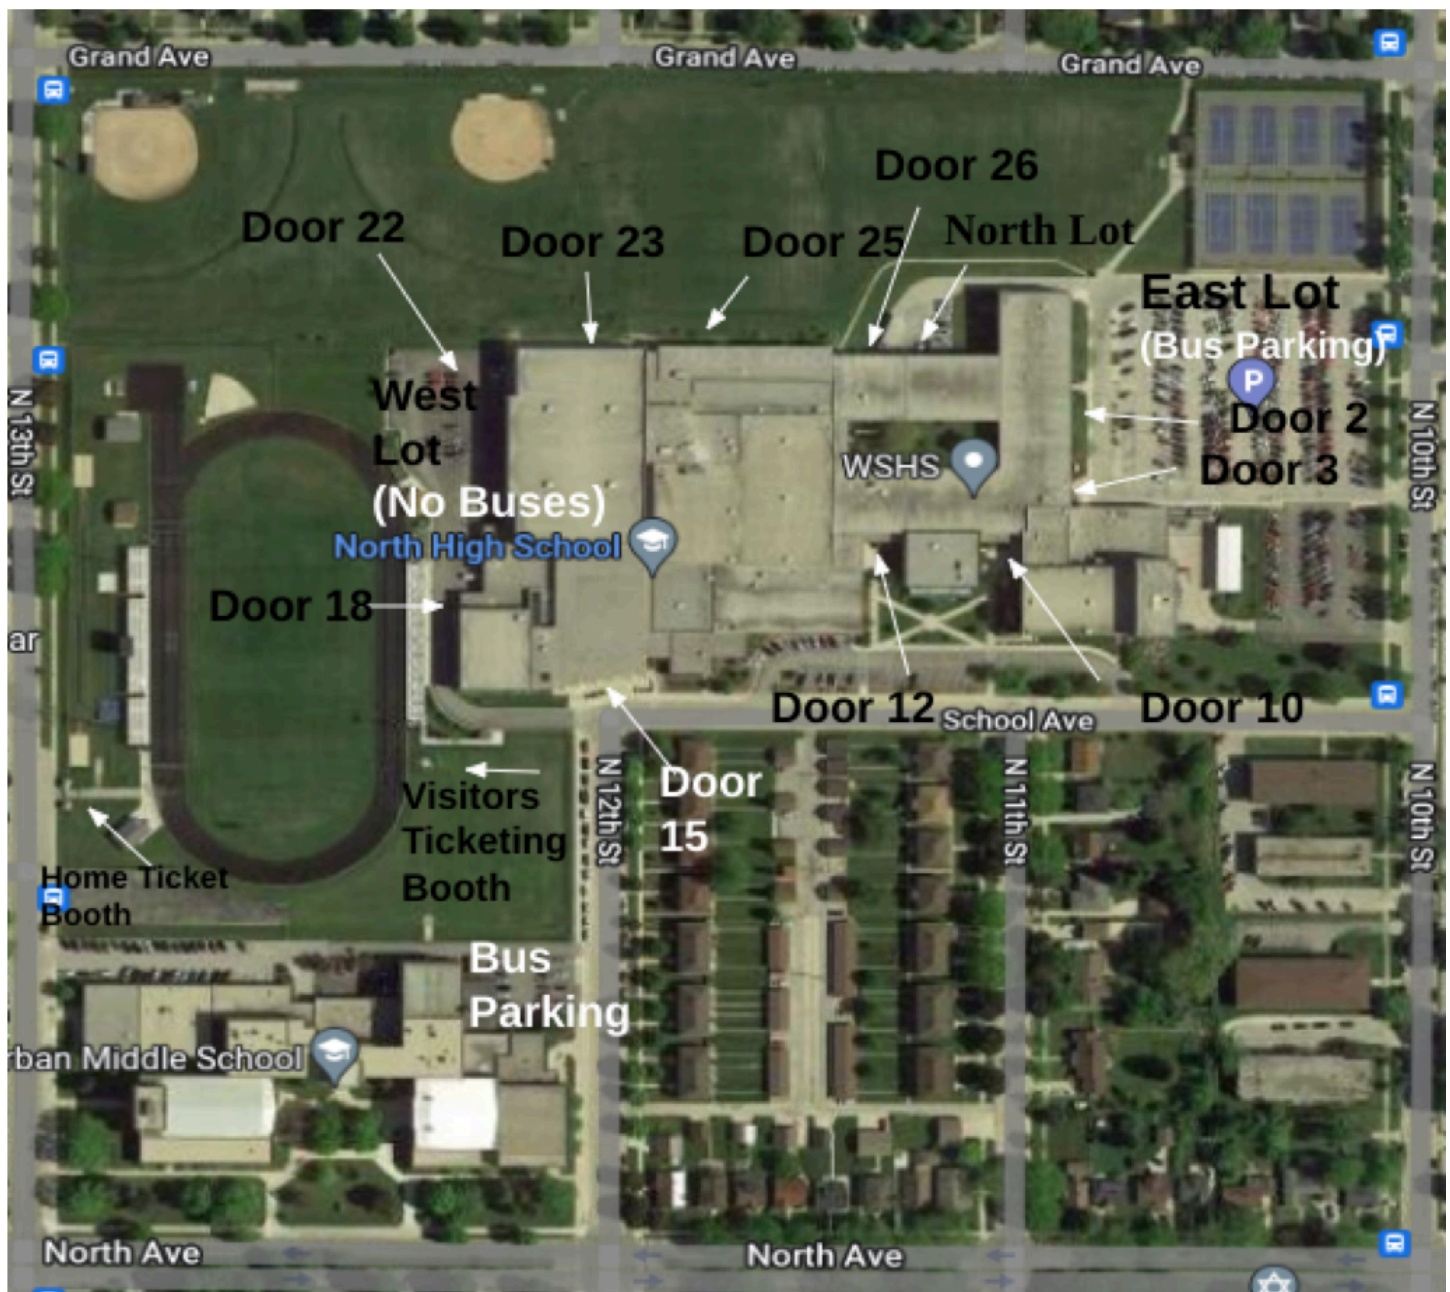 Grand Ave
Grand Ave
Grand Ave
Door 26
Door 22
Door 23
Door 25
North Lot
East Lot
(Bus Parking)
P
West
Lot
(No Buses)
N 13th St
N 10th St
Door 2
Door 3
WSHS
North High School
Door 18
ar
Door 12
School Ave
Door 10
Door
15
Visitors
Ticketing
Booth
N 12th St
N 11th St
N 10th St
Home Ticket
Booth
Bus
Parking
rban Middle School
North Ave
North Ave